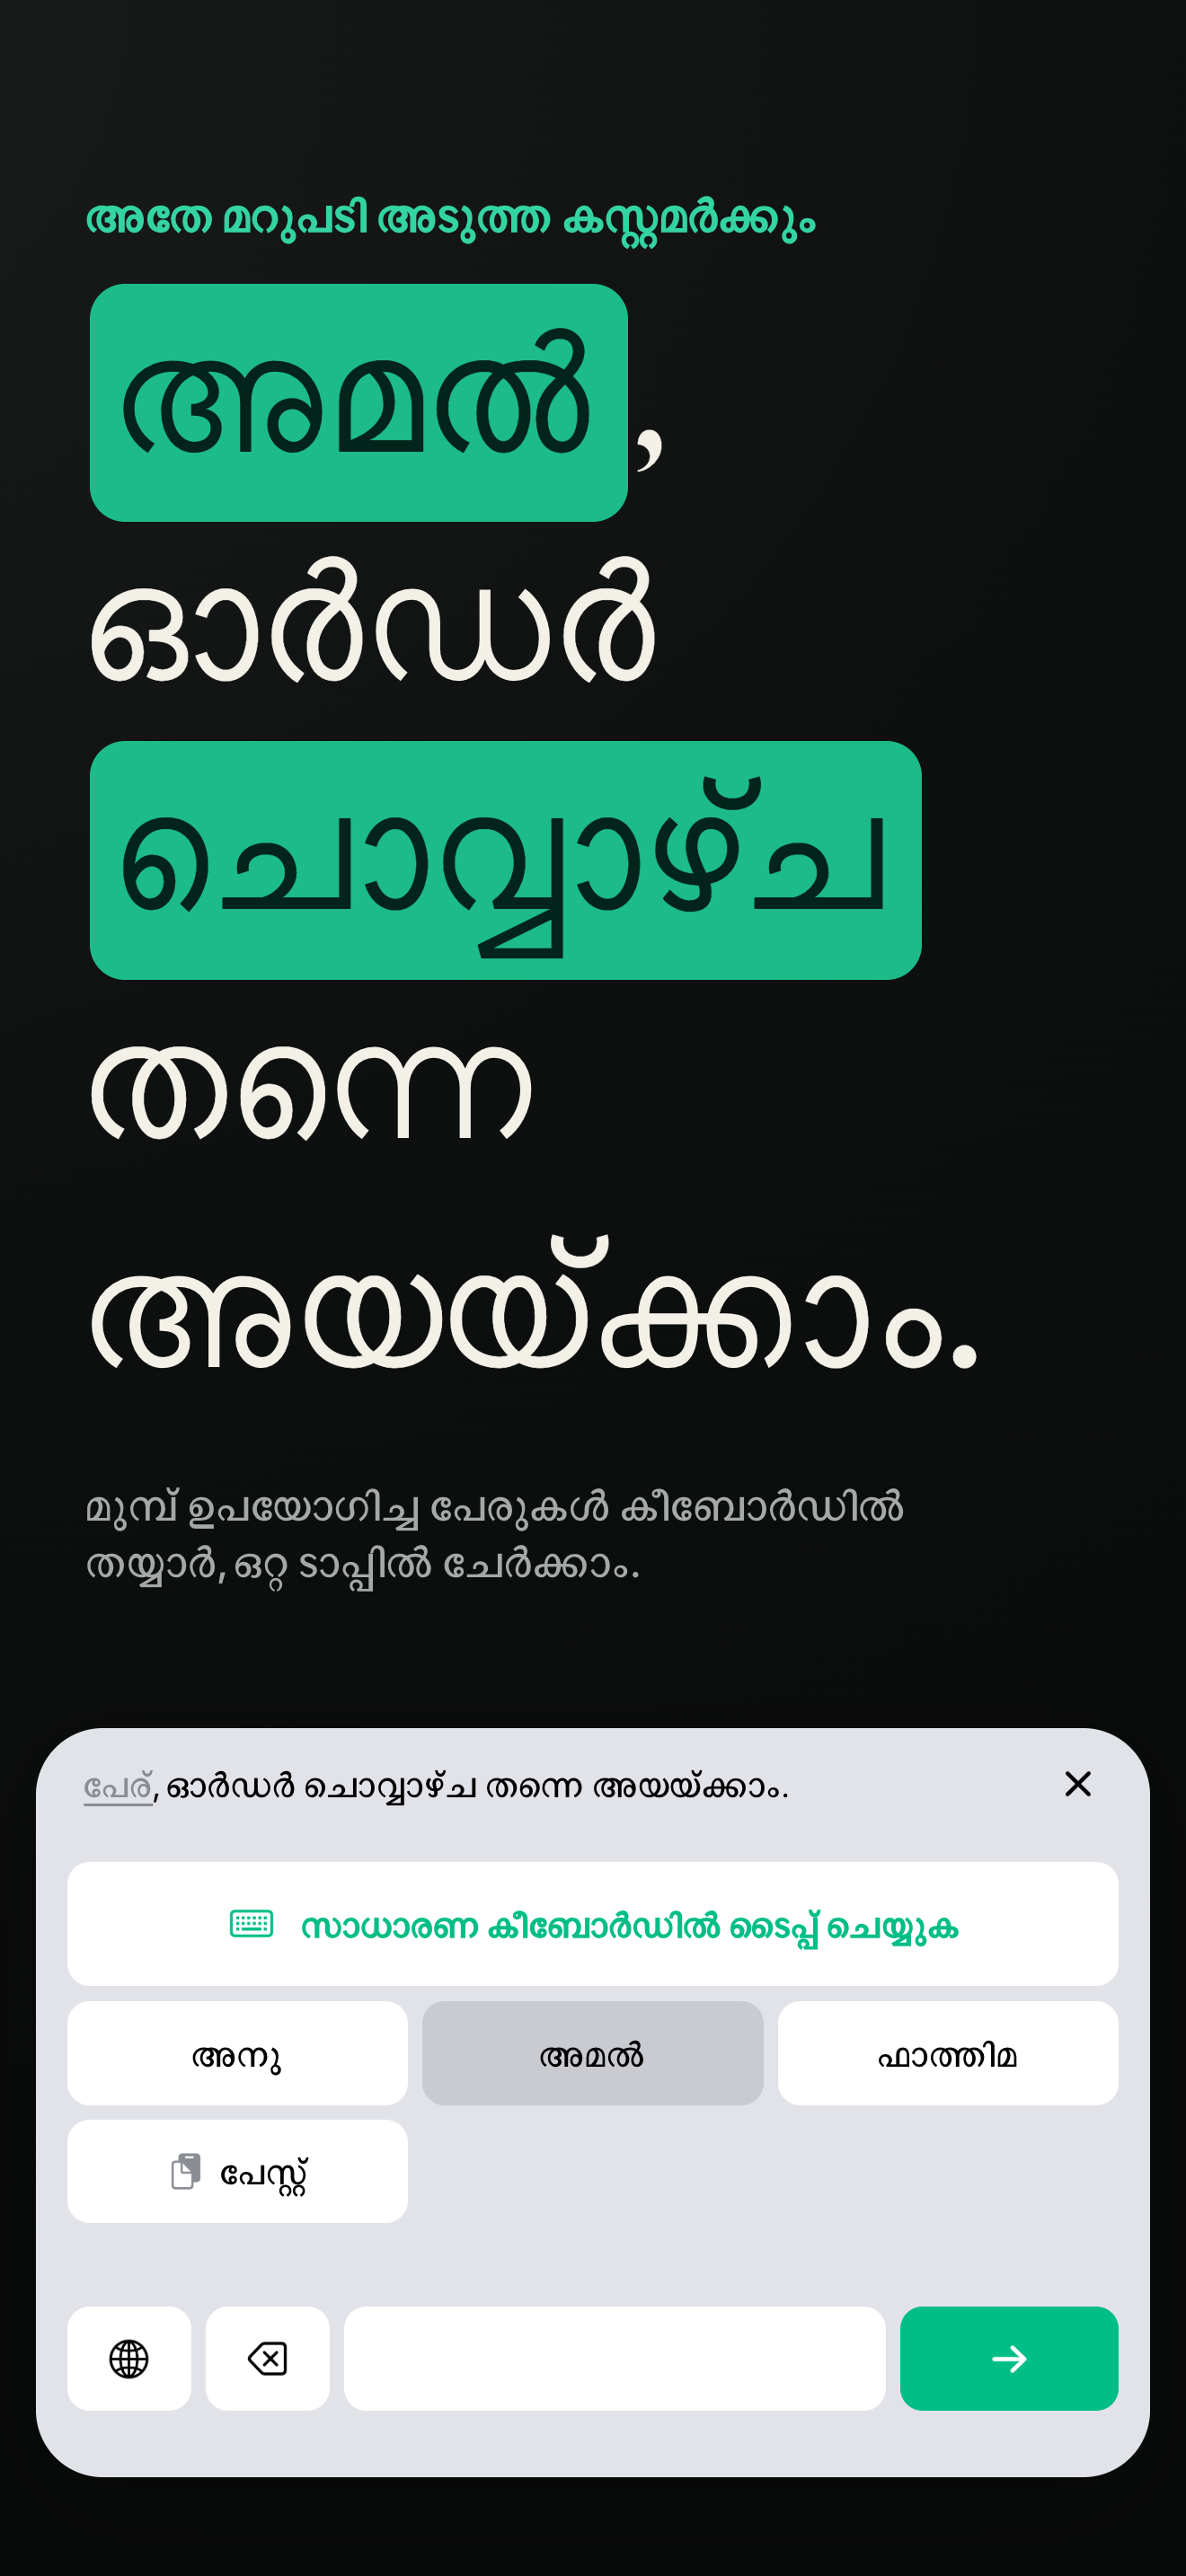 അതേ മറുപടി അടുത്ത കസ്റ്റമർക്കും
അമൽ,
ഓർഡർ
ചൊവ്വാഴ്ച
തന്നെ
അയയ്ക്കാം.
മുമ്പ് ഉപയോഗിച്ച പേരുകൾ കീബോർഡിൽ
തയ്യാർ, ഒറ്റ ടാപ്പിൽ ചേർക്കാം.
പേര്, ഓർഡർ ചൊവ്വാഴ്ച തന്നെ അയയ്ക്കാം.
സാധാരണ കീബോർഡിൽ ടൈപ്പ് ചെയ്യുക
അനു
അമൽ
ഫാത്തിമ
പേസ്റ്റ്